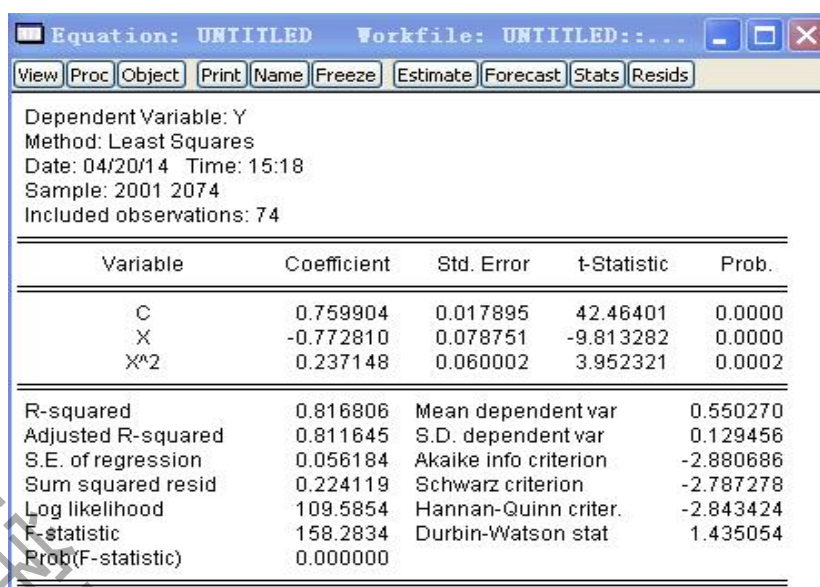 Equation: UNTITLED Workfile: UNTITLED::...
View Proc Object Print Name Freeze Estimate Forecast Stats Resids
Dependent Variable: Y
Method: Least Squares
Date: 04/20/14 Time: 15:18
Sample: 2001 2074
Included observations: 74
Variable Coefficient Std. Error t-Statistic Prob.
C 0.759904 0.017895 42.46401 0.0000
X -0.772810 0.078751 -9.813282 0.0000
X^2 0.237148 0.060002 3.952321 0.0002
R-squared 0.816806 Mean dependent var 0.550270
Adjusted R-squared 0.811645 S.D. dependent var 0.129456
S.E. of regression 0.056184 Akaike info criterion -2.880686
Sum squared resid 0.224119 Schwarz criterion -2.787278
Log likelihood 109.5854 Hannan-Quinn criter. -2.843424
F-statistic 158.2834 Durbin-Watson stat 1.435054
Prob(F-statistic) 0.000000